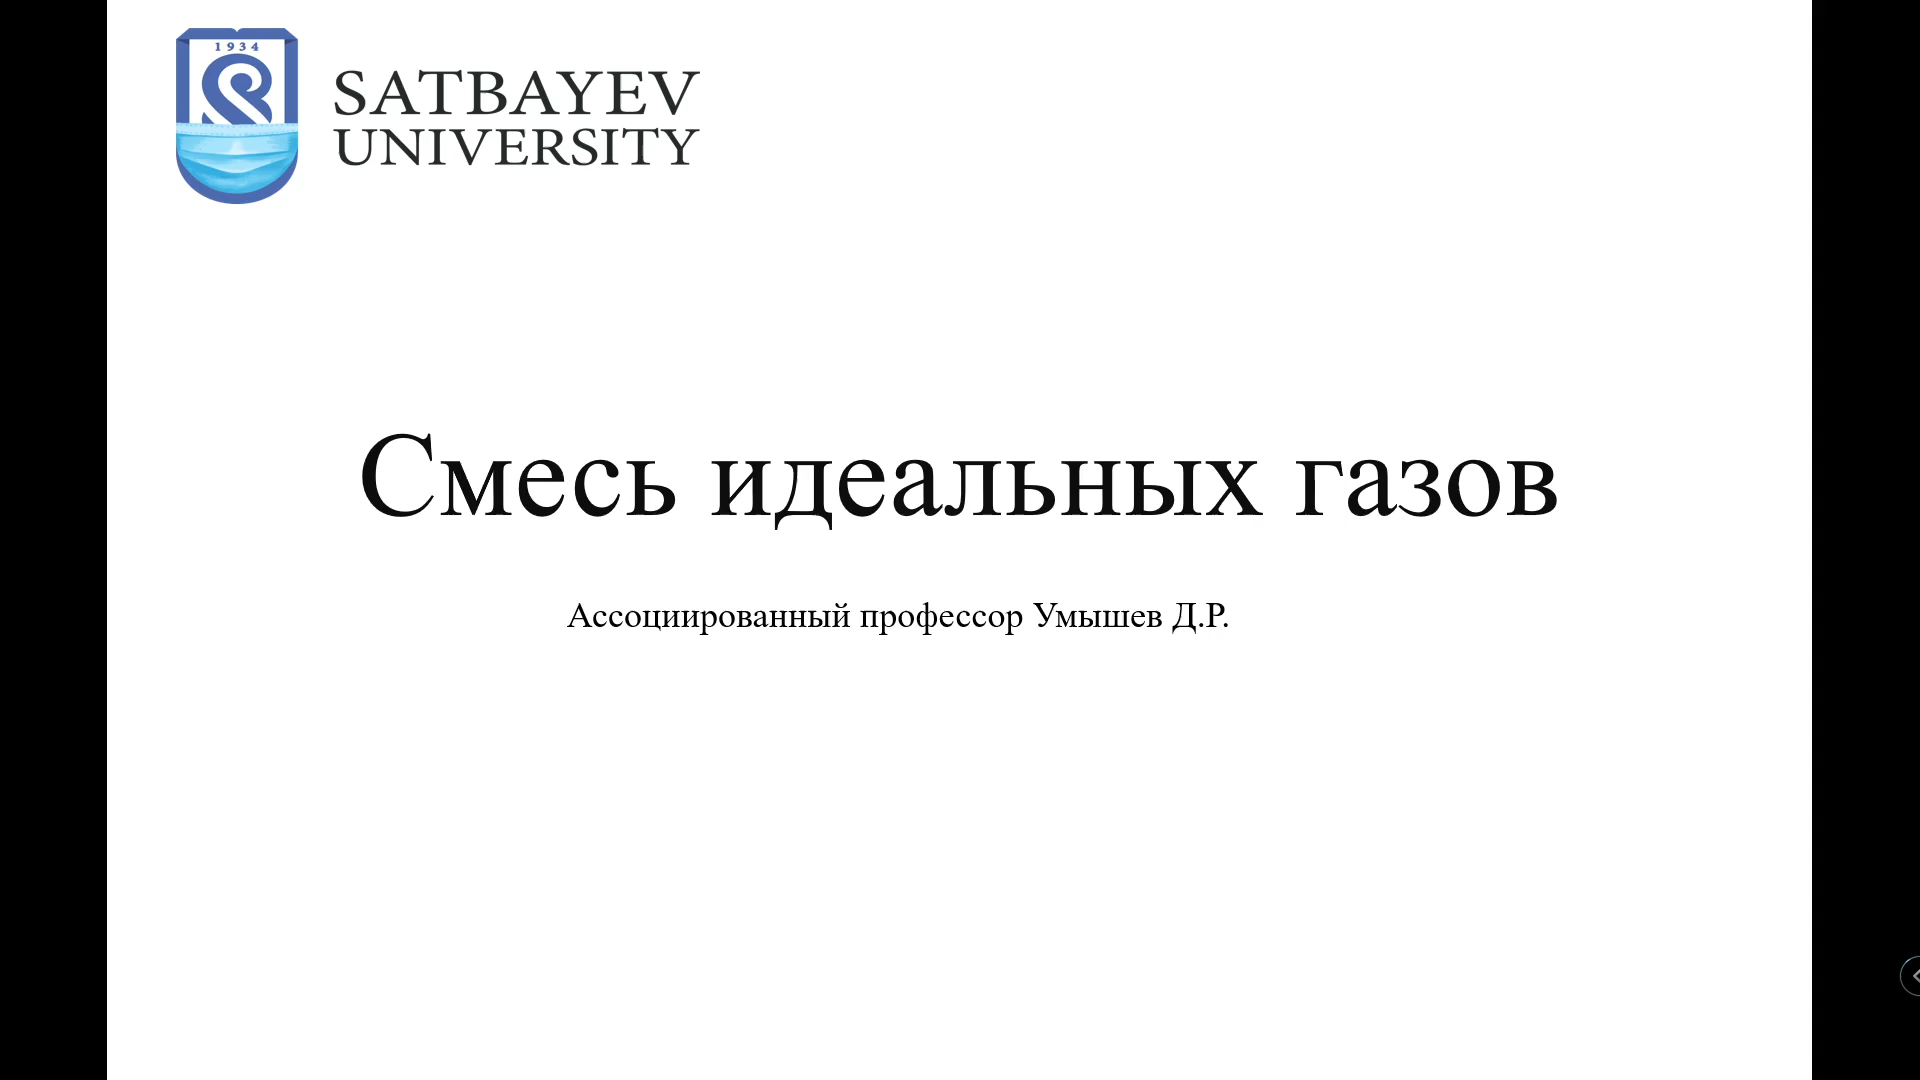 1934
SATBAYEV
UNIVERSITY
Смесь идеальных газов
Ассоциированный профессор Умышев Д.Р.